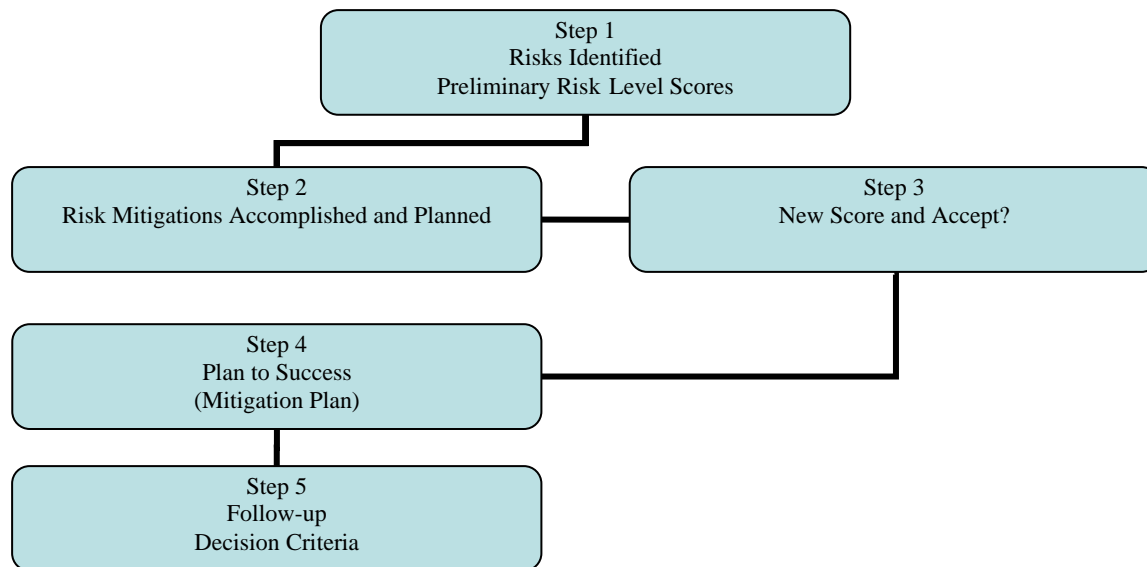 Step 1
Risks Identified
Preliminary Risk Level Scores
Step 2
Risk Mitigations Accomplished and Planned
Step 3
New Score and Accept?
Step 4
Plan to Success
(Mitigation Plan)
Step 5
Follow-up
Decision Criteria